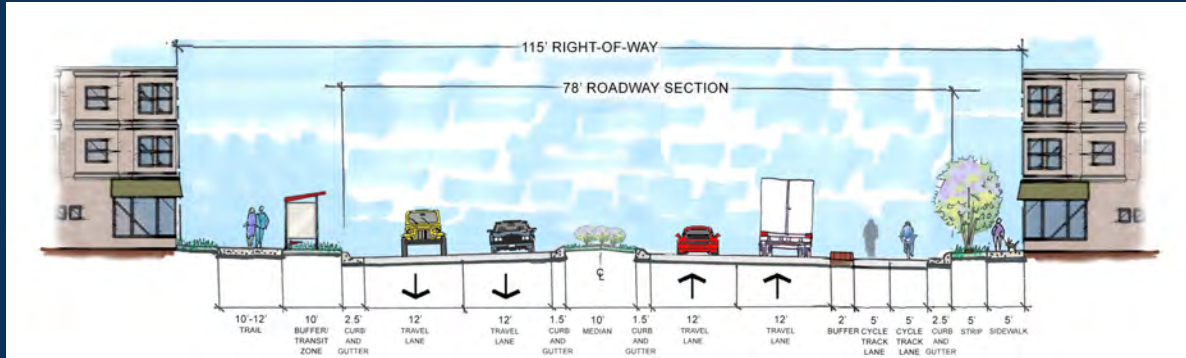 115' RIGHT-OF-WAY
78' ROADWAY SECTION
℄
10'-12'
TRAIL
10'
BUFFER/
TRANSIT
ZONE
2.5'
CURB
AND
GUTTER
12'
TRAVEL
LANE
12'
TRAVEL
LANE
1.5'
CURB
AND
GUTTER
10'
MEDIAN
1.5'
CURB
AND
GUTTER
12'
TRAVEL
LANE
12'
TRAVEL
LANE
2'
BUFFER
5'
CYCLE
TRACK
LANE
5'
CYCLE
TRACK
LANE
2.5'
CURB
AND
GUTTER
5'
STRIP
5'
SIDEWALK